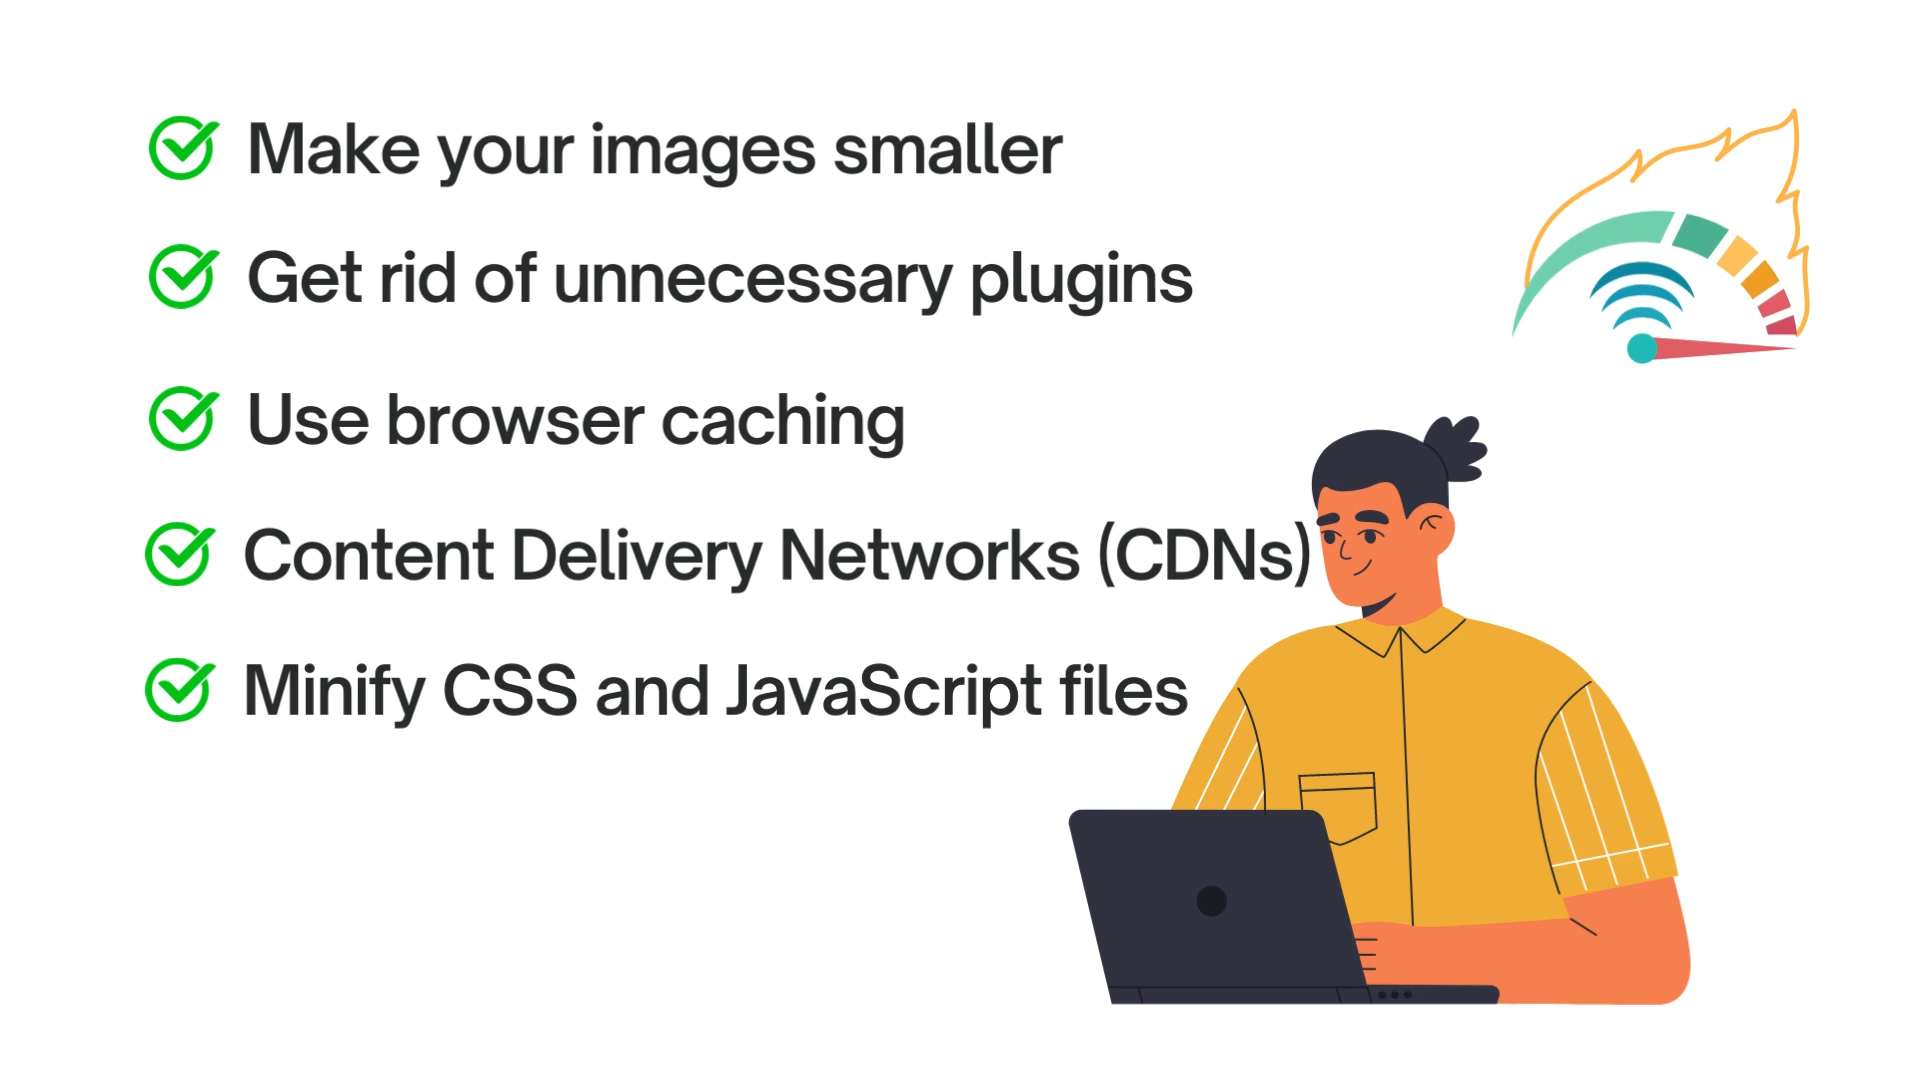 Make your images smaller
Get rid of unnecessary plugins
Use browser caching
Content Delivery Networks (CDNs)
Minify CSS and JavaScript files